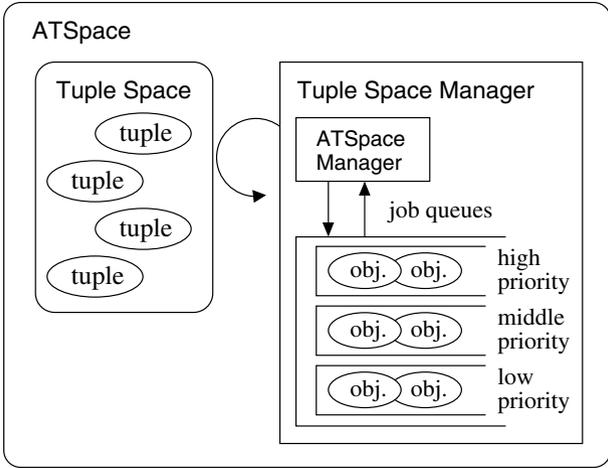 ATSpace
Tuple Space
tuple
tuple
tuple
tuple
Tuple Space Manager
ATSpace
Manager
job queues
obj. obj.
high
priority
obj. obj.
middle
priority
obj. obj.
low
priority